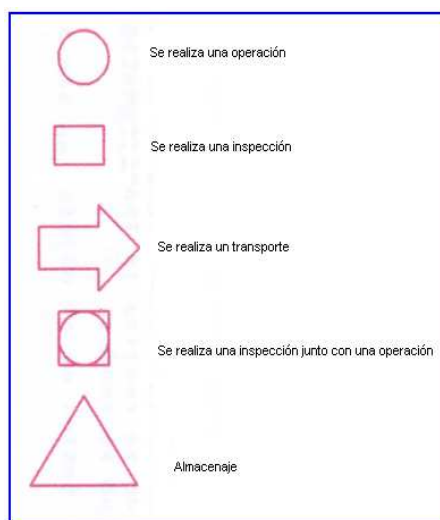 Se realiza una operación
Se realiza una inspección
Se realiza un transporte
Se realiza una inspección junto con una operación
Almacenaje